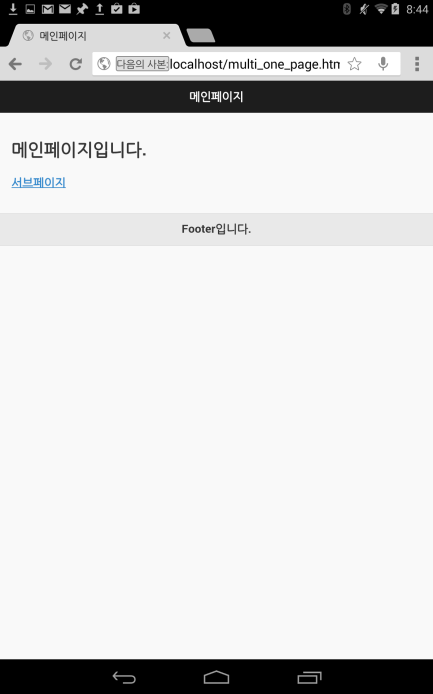 8:44
메인페이지
다음의 사본: localhost/multi_one_page.htm
메인페이지
메인페이지입니다.
서브페이지
Footer입니다.